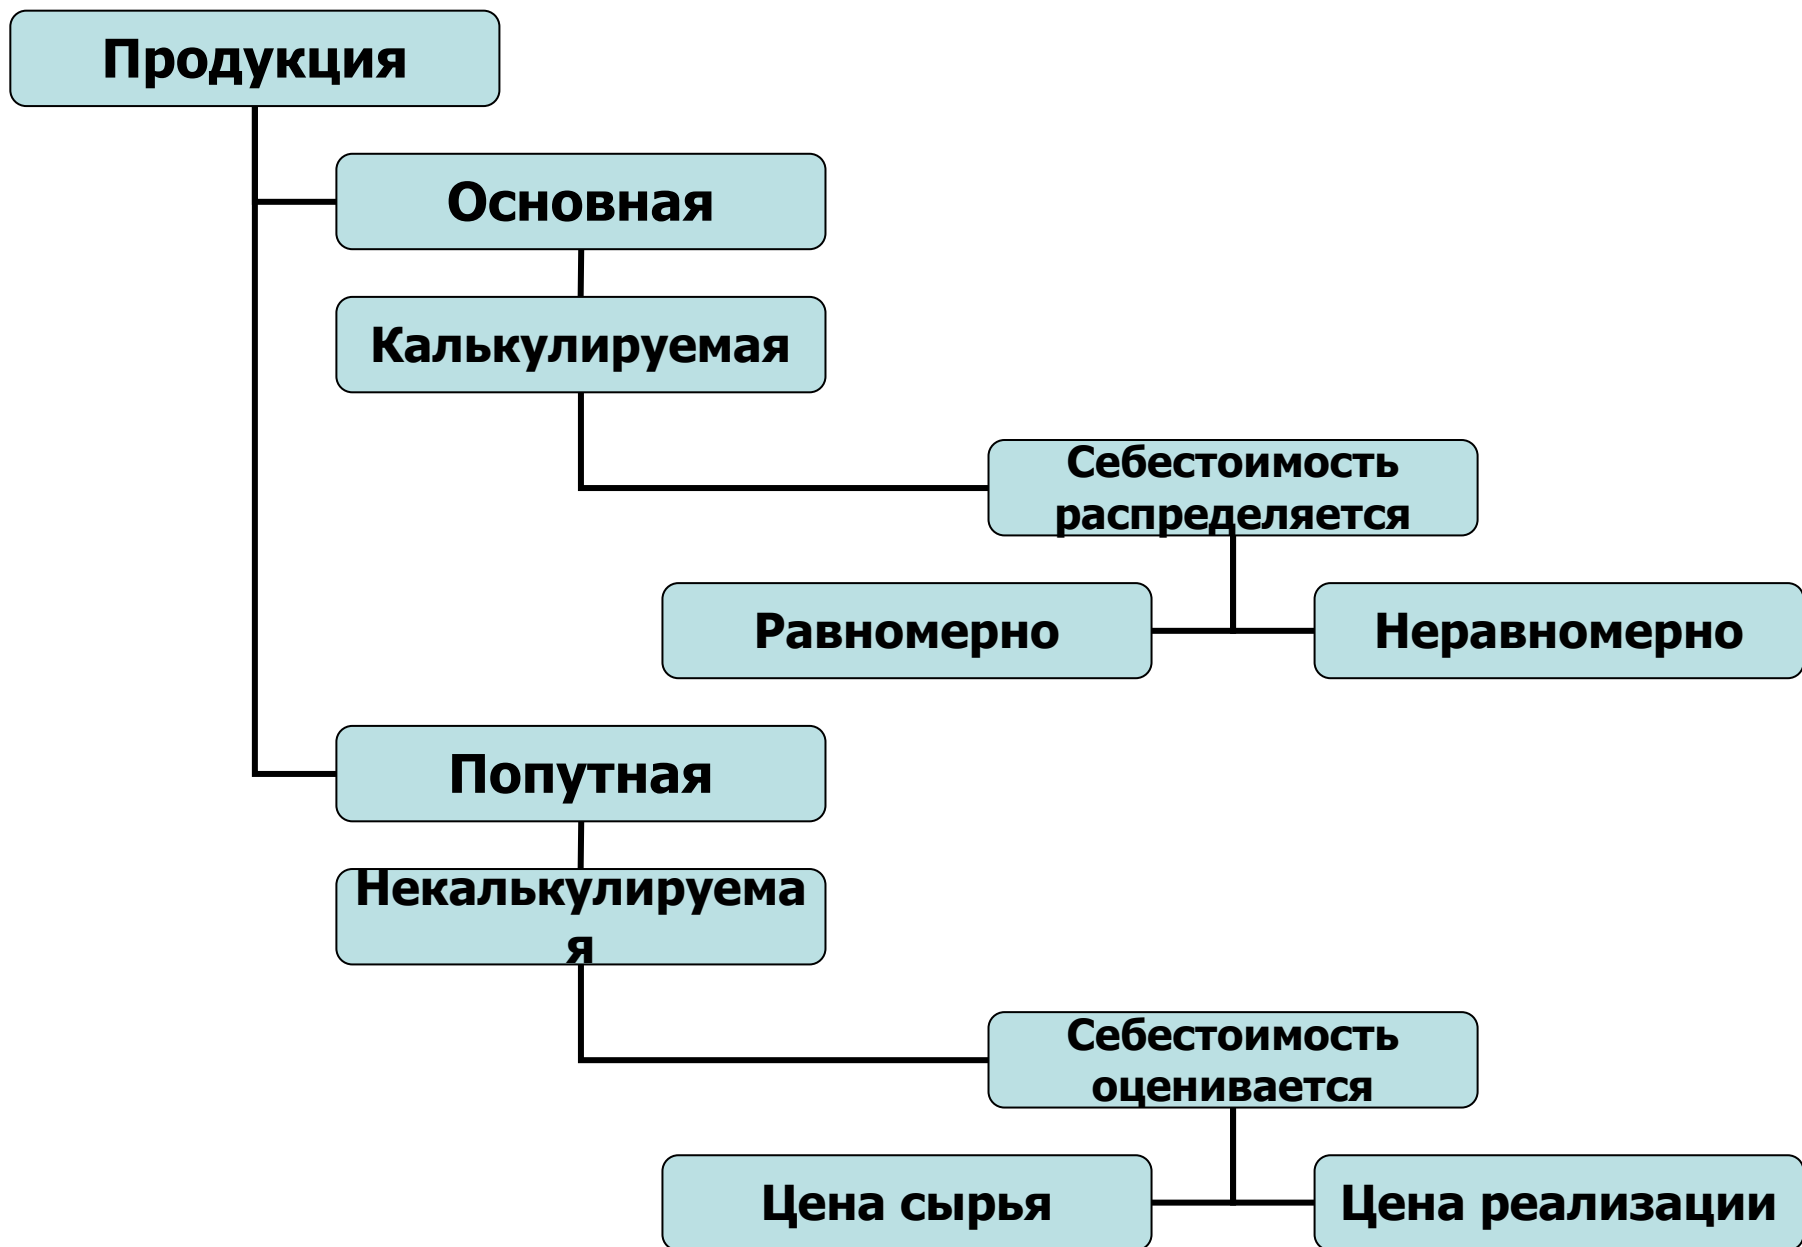 Продукция
Основная
Калькулируемая
Себестоимость
распределяется
Равномерно
Неравномерно
Попутная
Некалькулируема
я
Себестоимость
оценивается
Цена сырья
Цена реализации